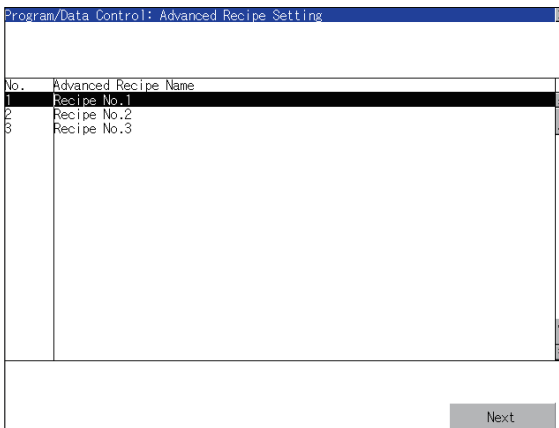 Program/Data Control: Advanced Recipe Setting
No. Advanced Recipe Name
1 Recipe No.1
2 Recipe No.2
3 Recipe No.3
Next